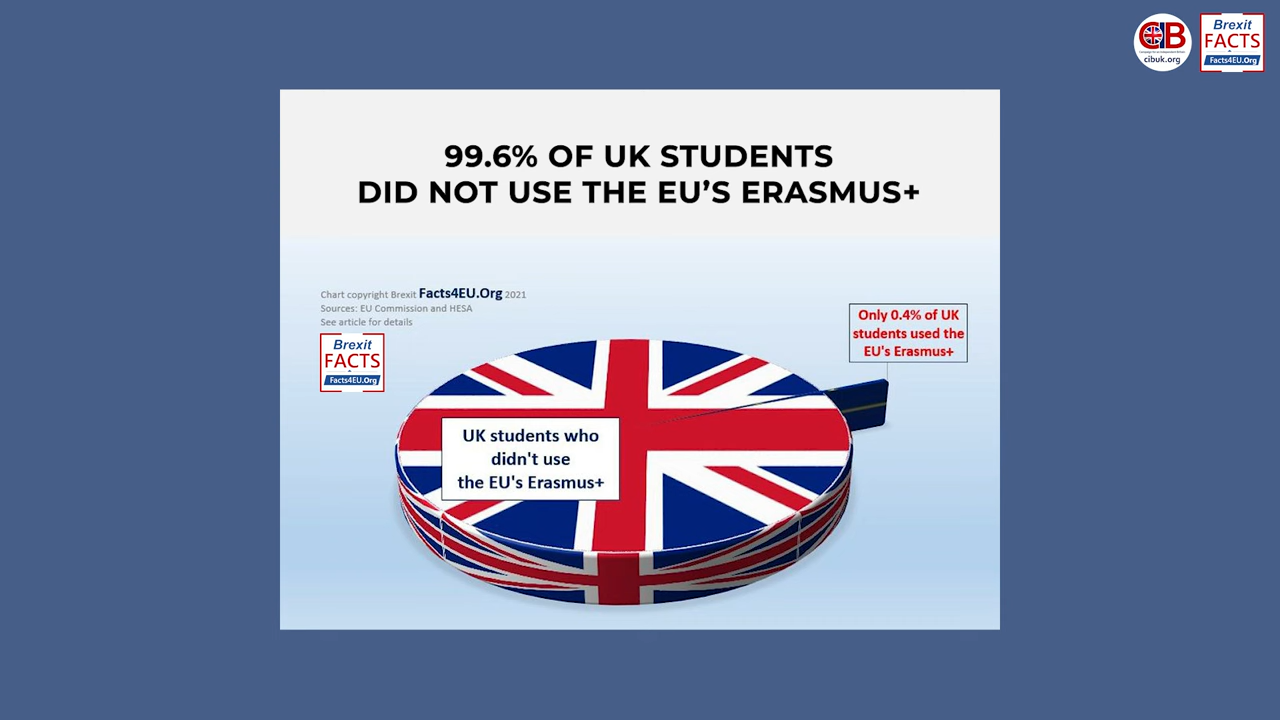 CIB
cibuk.org
Brexit
FACTS
Facts4EU.Org
99.6% OF UK STUDENTS
DID NOT USE THE EU’S ERASMUS+
Chart copyright Brexit Facts4EU.Org 2021
Sources: EU Commission and HESA
See article for details
Brexit
FACTS
Facts4EU.Org
Only 0.4% of UK
students used the
EU's Erasmus+
UK students who
didn't use
the EU's Erasmus+